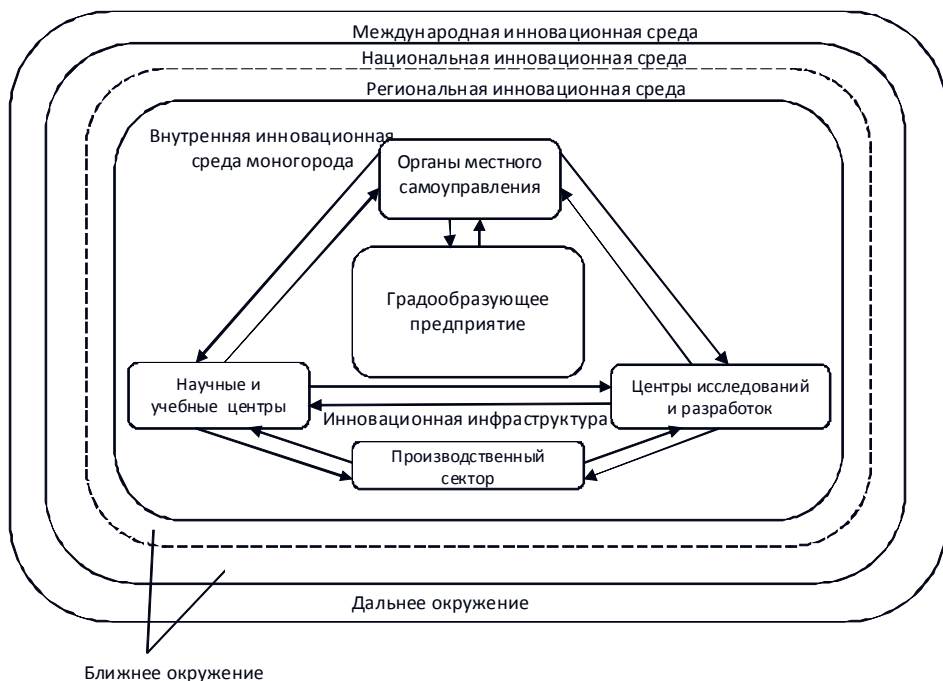 Международная инновационная среда
Национальная инновационная среда
Региональная инновационная среда
Внутренняя инновационная
среда моногорода
Органы местного
самоуправления
Градообразующее
предприятие
Научные и
учебные центры
Центры исследований
и разработок
Инновационная инфраструктура
Производственный
сектор
Дальнее окружение
Ближнее окружение